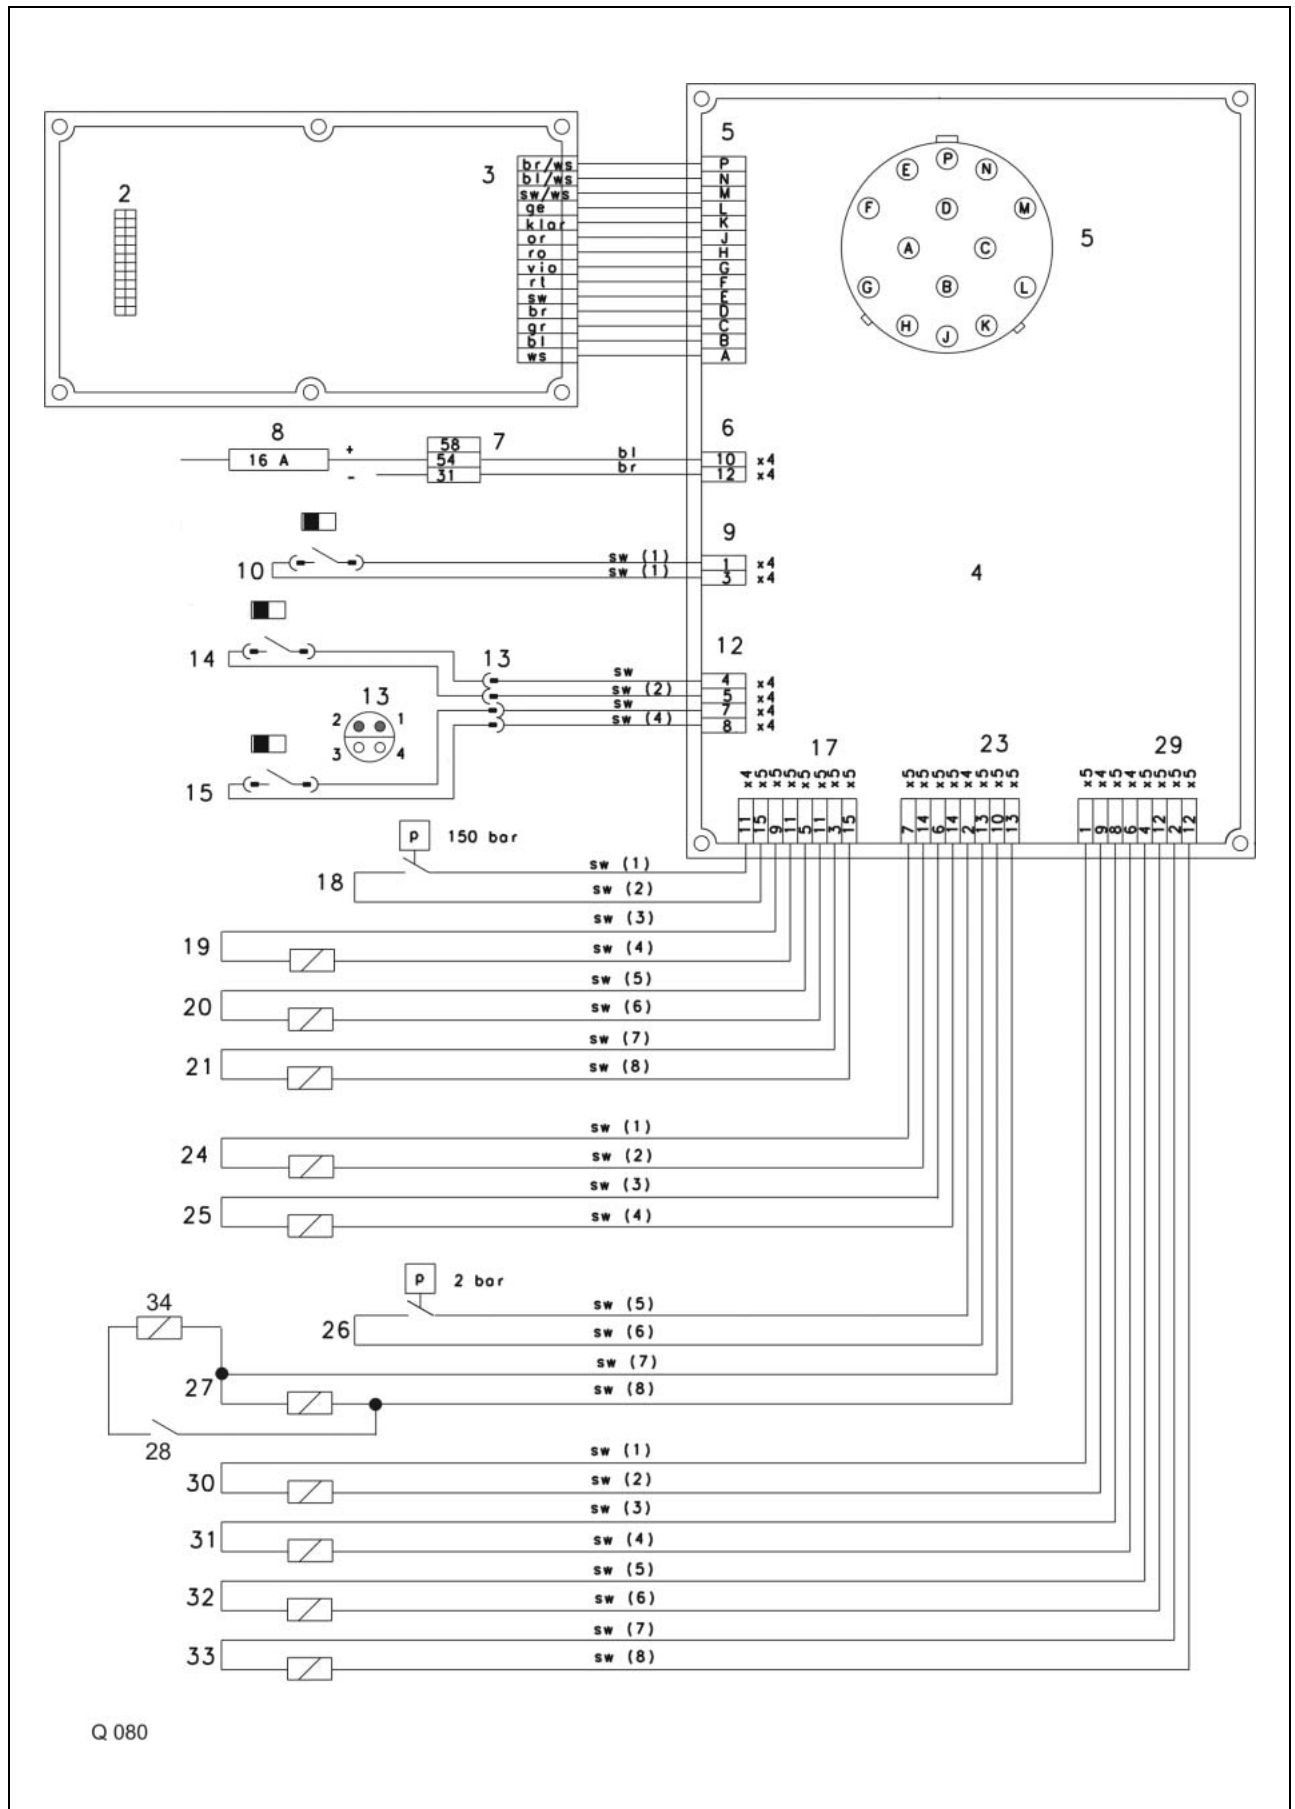 5
3
br/ws P
bl/ws N
sw/ws M
ge L
klar K
or J
ro H
vio G
rt F
sw E
br D
gr C
bl B
ws A
2
P
E N
F D M
A C
G B L
H K
J
5
8
16 A
+
-
58
54
31
7
bl
br
6
10 x4
12 x4
9
10
sw (1) 1 x4
sw (1) 3 x4
4
12
14
13
sw 4 x4
sw (2) 5 x4
sw 7 x4
sw (4) 8 x4
13
2 1
3 4
15
17
x4 x5 x5 x5 x5 x5 x5 x5
11 15 9 11 5 11 3 15
23
x5 x5 x5 x5 x4 x5 x5 x5
7 14 6 14 2 13 10 13
29
x5 x4 x5 x4 x5 x5 x5 x5
1 9 8 6 4 12 2 12
P 150 bar
18
sw (1)
sw (2)
sw (3)
19
sw (4)
sw (5)
20
sw (6)
sw (7)
21
sw (8)
sw (1)
24
sw (2)
sw (3)
25
sw (4)
P 2 bar
34
sw (5)
26
sw (6)
sw (7)
27
sw (8)
28
sw (1)
30
sw (2)
sw (3)
31
sw (4)
sw (5)
32
sw (6)
sw (7)
33
sw (8)
Q 080